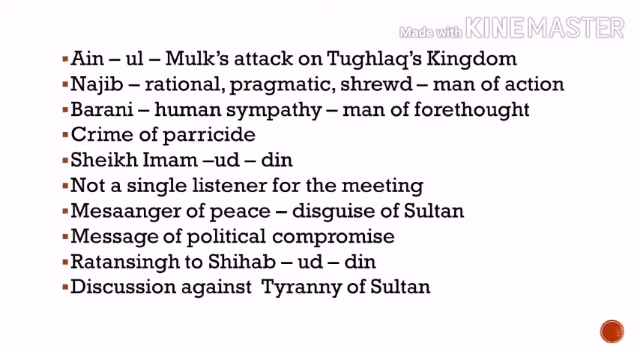 Made with KINEMASTER
Ain – ul – Mulk's attack on Tughlaq's Kingdom
Najib – rational, pragmatic, shrewd – man of action
Barani – human sympathy – man of forethought
Crime of parricide
Sheikh Imam –ud – din
Not a single listener for the meeting
Mesaanger of peace – disguise of Sultan
Message of political compromise
Ratansingh to Shihab – ud – din
Discussion against Tyranny of Sultan